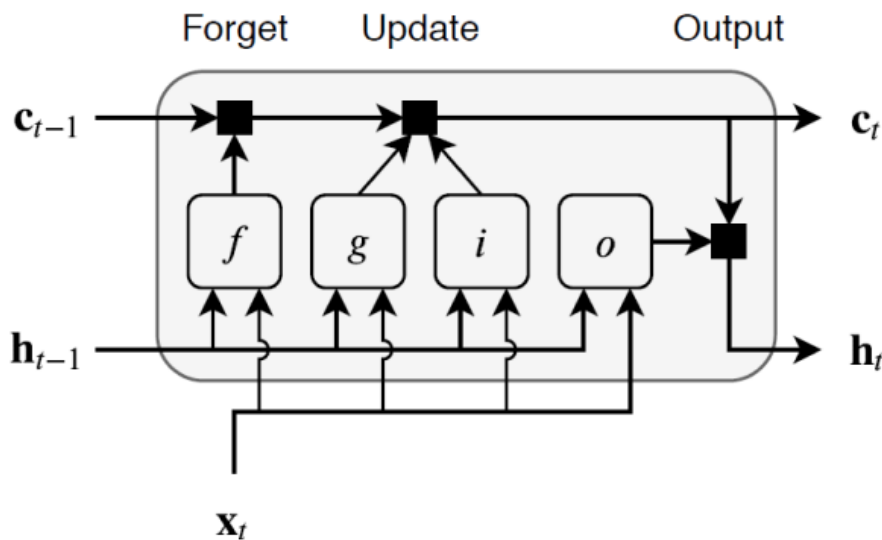 Forget Update Output
c_{t−1} c_t
f g i o
h_{t−1} h_t
x_t